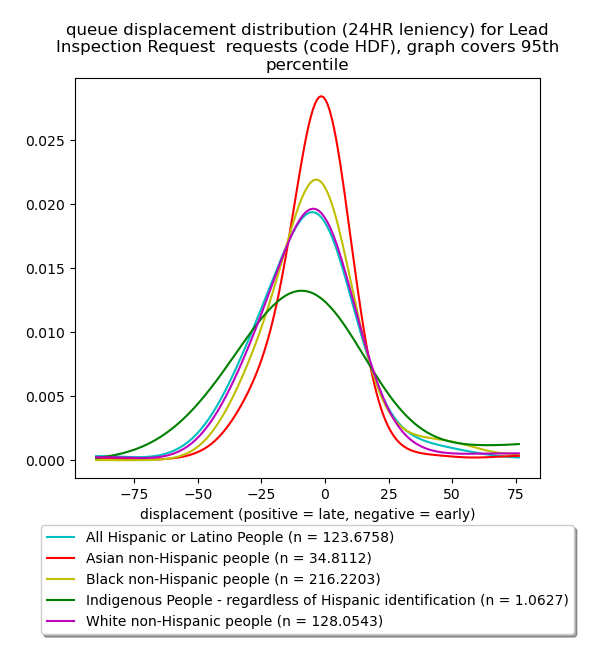 queue displacement distribution (24HR leniency) for Lead
Inspection Request  requests (code HDF), graph covers 95th
percentile
0.025
0.020
0.015
0.010
0.005
0.000
−75 −50 −25 0 25 50 75
displacement (positive = late, negative = early)
All Hispanic or Latino People (n = 123.6758)
Asian non-Hispanic people (n = 34.8112)
Black non-Hispanic people (n = 216.2203)
Indigenous People - regardless of Hispanic identification (n = 1.0627)
White non-Hispanic people (n = 128.0543)